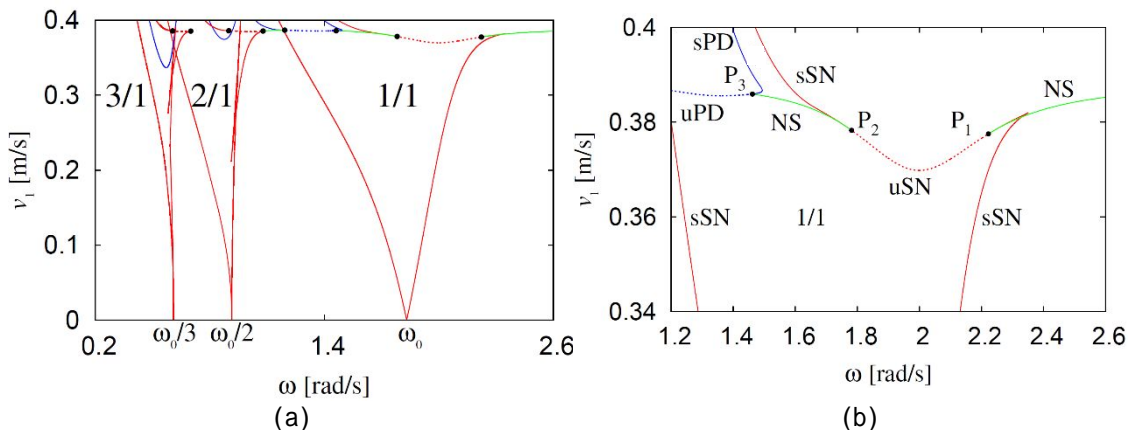 0.4
0.3
0.2
0.1
0
v₁ [m/s]
3/1
2/1
1/1
0.2
ω₀/3
ω₀/2
1.4
ω₀
2.6
ω [rad/s]
(a)
0.4
0.38
0.36
0.34
v₁ [m/s]
sPD
sSN
P₃
uPD
NS
P₂
P₁
NS
uSN
sSN
1/1
sSN
1.2
1.4
1.6
1.8
2
2.2
2.4
2.6
ω [rad/s]
(b)